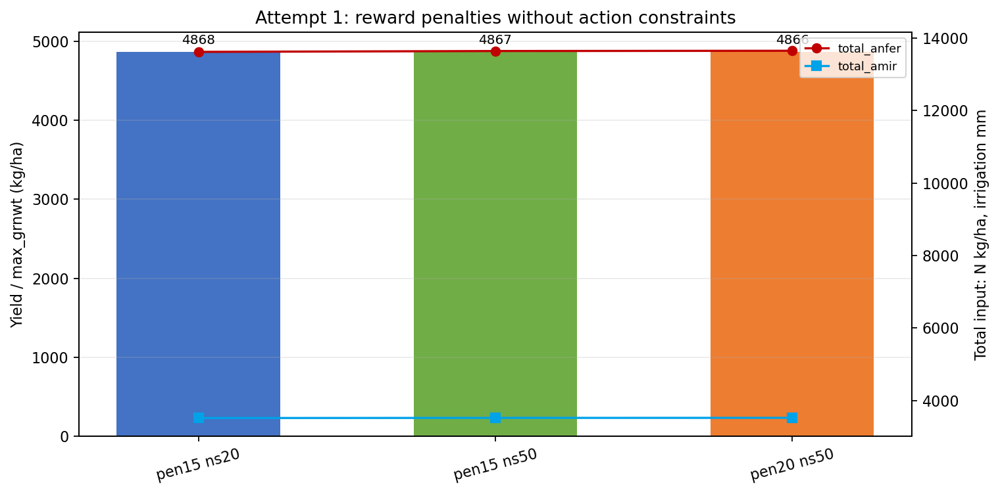 Attempt 1: reward penalties without action constraints
4868
4867
4866
total_anfer
total_amir
Yield / max_grnwt (kg/ha)
5000
4000
3000
2000
1000
0
Total input: N kg/ha, irrigation mm
14000
12000
10000
8000
6000
4000
pen15 ns20
pen15 ns50
pen20 ns50